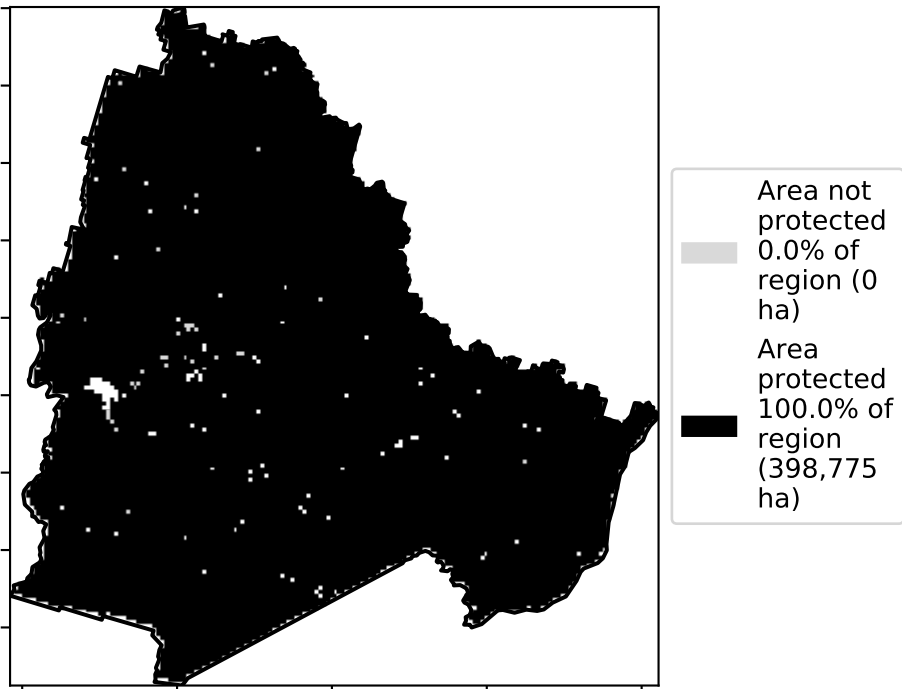 Area not
protected
0.0% of
region (0
ha)
Area
protected
100.0% of
region
(398,775
ha)